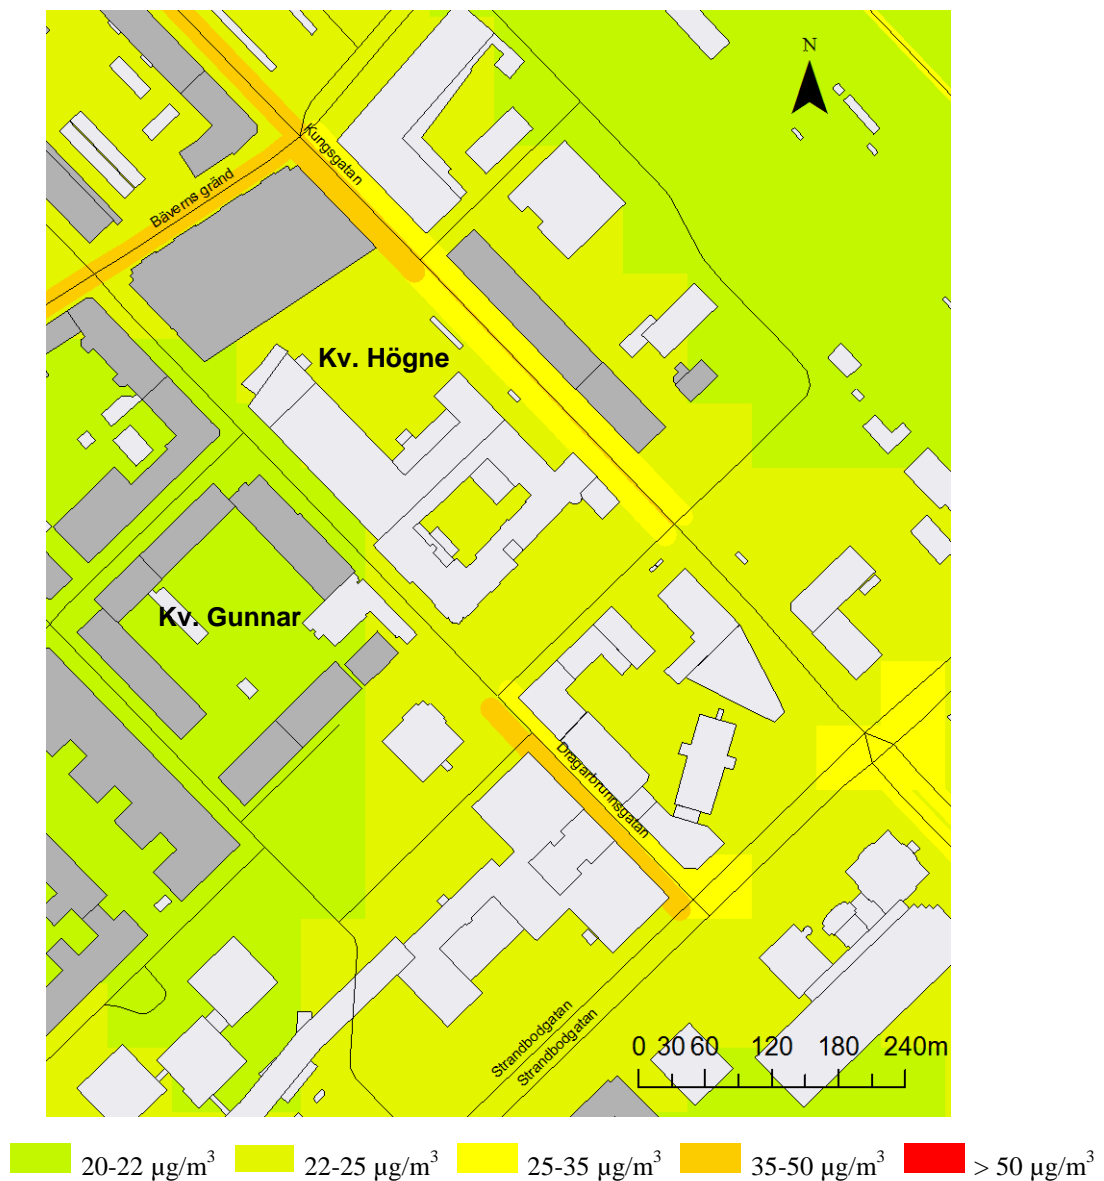 N
Kungsgatan
Bäverns gränd
Kv. Högne
Kv. Gunnar
Dragarbrunnsgatan
Strandbodgatan
Strandbodgatan
0 30 60 120 180 240m
20-22 µg/m³ 22-25 µg/m³ 25-35 µg/m³ 35-50 µg/m³ > 50 µg/m³